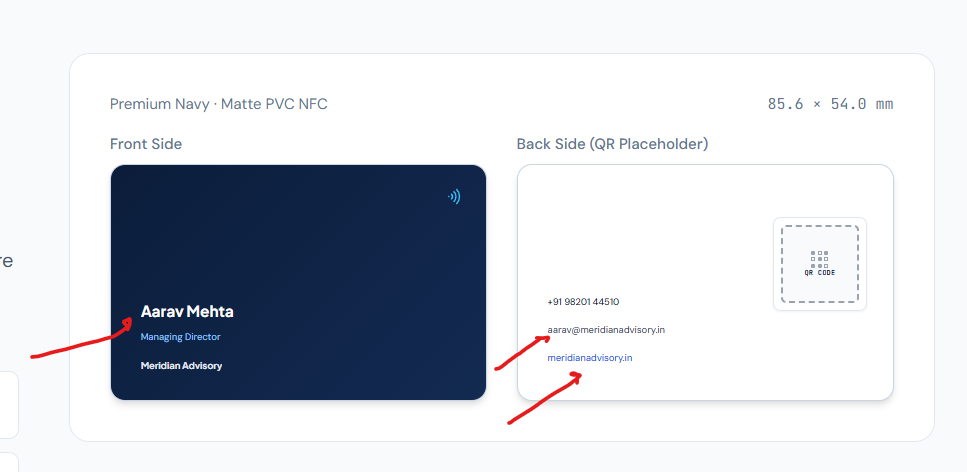 Premium Navy · Matte PVC NFC
85.6 × 54.0 mm
Front Side
Back Side (QR Placeholder)
Aarav Mehta
Managing Director
Meridian Advisory
QR CODE
+91 98201 44510
aarav@meridianadvisory.in
meridianadvisory.in
re